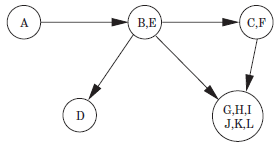 A
B,E
C,F
D
G,H,I
J,K,L